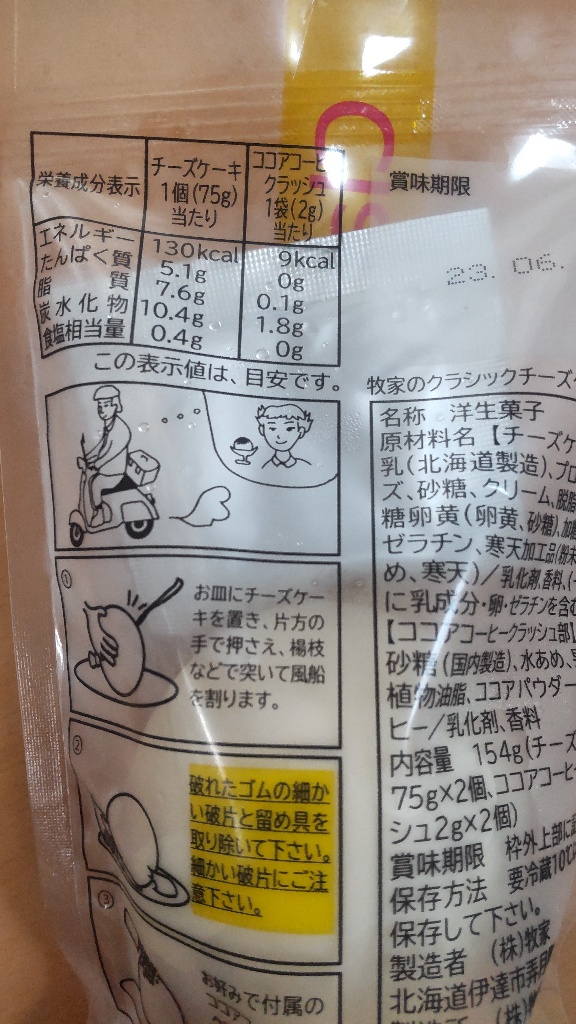 栄養成分表示
チーズケーキ
1個(75g)
当たり
ココアコーヒー
クラッシュ
1袋(2g)
当たり
エネルギー 130kcal 9kcal
たんぱく質 5.1g 0g
脂質 7.6g 0.1g
炭水化物 10.4g 1.8g
食塩相当量 0.4g 0g
この表示値は、目安です。
①
お皿にチーズケー
キを置き、片方の
手で押さえ、楊枝
などで突いて風船
を割ります。
②
破れたゴムの細か
い破片と留め具を
取り除いて下さい。
細かい破片にご注
意下さい。
③
お好みで付属の
ココア
賞味期限
23.06.
牧家のクラシックチーズ
名称 洋生菓子
原材料名【チーズケ
乳(北海道製造)、プロ
ズ、砂糖、クリーム、脱脂
糖卵黄(卵黄、砂糖)、加
ゼラチン、寒天加工品(粉末
め、寒天)/乳化剤、香料、(
に乳成分・卵・ゼラチンを含む
【ココアコーヒークラッシュ部】
砂糖(国内製造)、水あめ、
植物油脂、ココアパウダー
ヒー/乳化剤、香料
内容量 154g(チーズ
75g×2個、ココアコーヒー
シュ2g×2個)
賞味期限 枠外上部に
保存方法 要冷蔵10℃
保存して下さい。
製造者 (株)牧家
北海道伊達市弄月
(株)